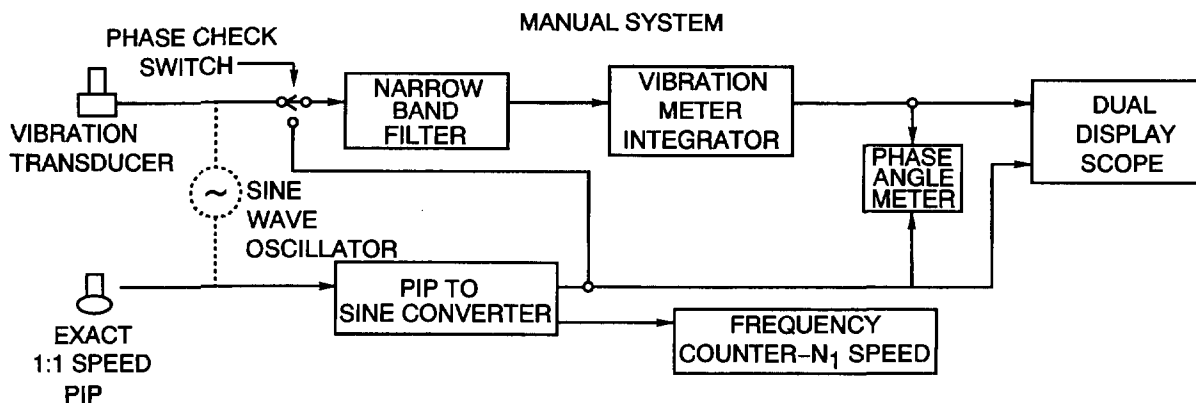 MANUAL SYSTEM
PHASE CHECK
SWITCH
VIBRATION
TRANSDUCER
NARROW
BAND
FILTER
VIBRATION
METER
INTEGRATOR
DUAL
DISPLAY
SCOPE
PHASE
ANGLE
METER
~
SINE
WAVE
OSCILLATOR
EXACT
1:1 SPEED
PIP
PIP TO
SINE CONVERTER
FREQUENCY
COUNTER–N1 SPEED